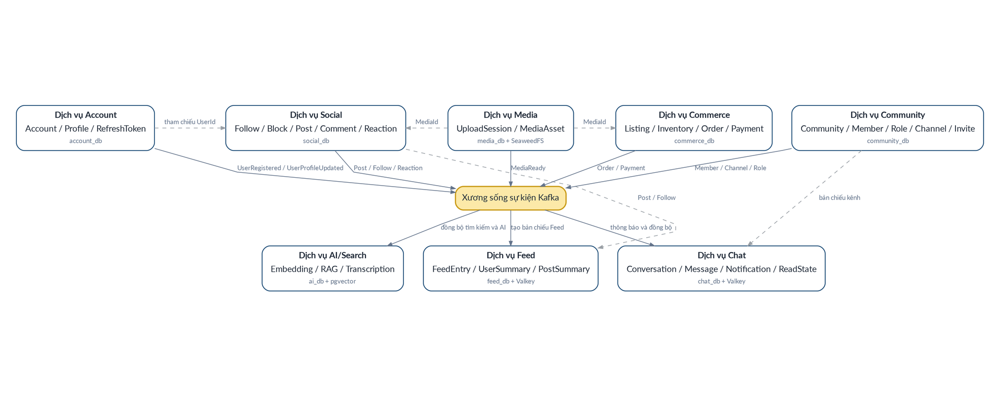 Dịch vụ Account
Account / Profile / RefreshToken
account_db
tham chiếu UserId
Dịch vụ Social
Follow / Block / Post / Comment / Reaction
social_db
MediaId
Dịch vụ Media
UploadSession / MediaAsset
media_db + SeaweedFS
MediaId
Dịch vụ Commerce
Listing / Inventory / Order / Payment
commerce_db
Dịch vụ Community
Community / Member / Role / Channel / Invite
community_db
UserRegistered / UserProfileUpdated
Post / Follow / Reaction
MediaReady
Order / Payment
Member / Channel / Role
Xương sống sự kiện Kafka
Post / Follow
bản chiếu kênh
đồng bộ tìm kiếm và AI
tạo bản chiếu Feed
thông báo và đồng bộ
Dịch vụ AI/Search
Embedding / RAG / Transcription
ai_db + pgvector
Dịch vụ Feed
FeedEntry / UserSummary / PostSummary
feed_db + Valkey
Dịch vụ Chat
Conversation / Message / Notification / ReadState
chat_db + Valkey